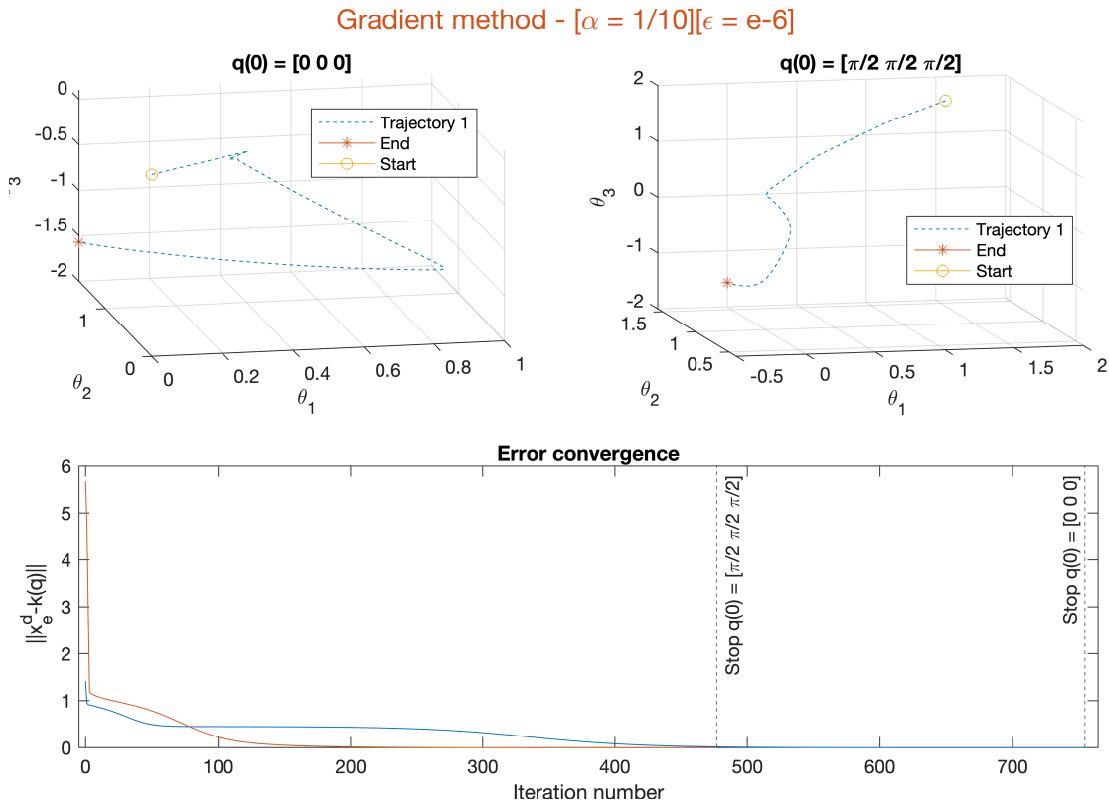 Gradient method - [α = 1/10][ϵ = e-6]
q(0) = [0 0 0]
0
-0.5
-1
-1.5
-2
3
1
0
θ2
0
0.2
0.4
0.6
0.8
1
θ1
Trajectory 1
End
Start
q(0) = [π/2 π/2 π/2]
2
1
0
-1
-2
θ3
1.5
1
0.5
θ2
-0.5
0
0.5
1
1.5
2
θ1
Trajectory 1
End
Start
Error convergence
6
5
4
3
2
1
0
||x_e^d-k(q)||
Stop q(0) = [π/2 π/2 π/2]
Stop q(0) = [0 0 0]
0
100
200
300
400
500
600
700
Iteration number